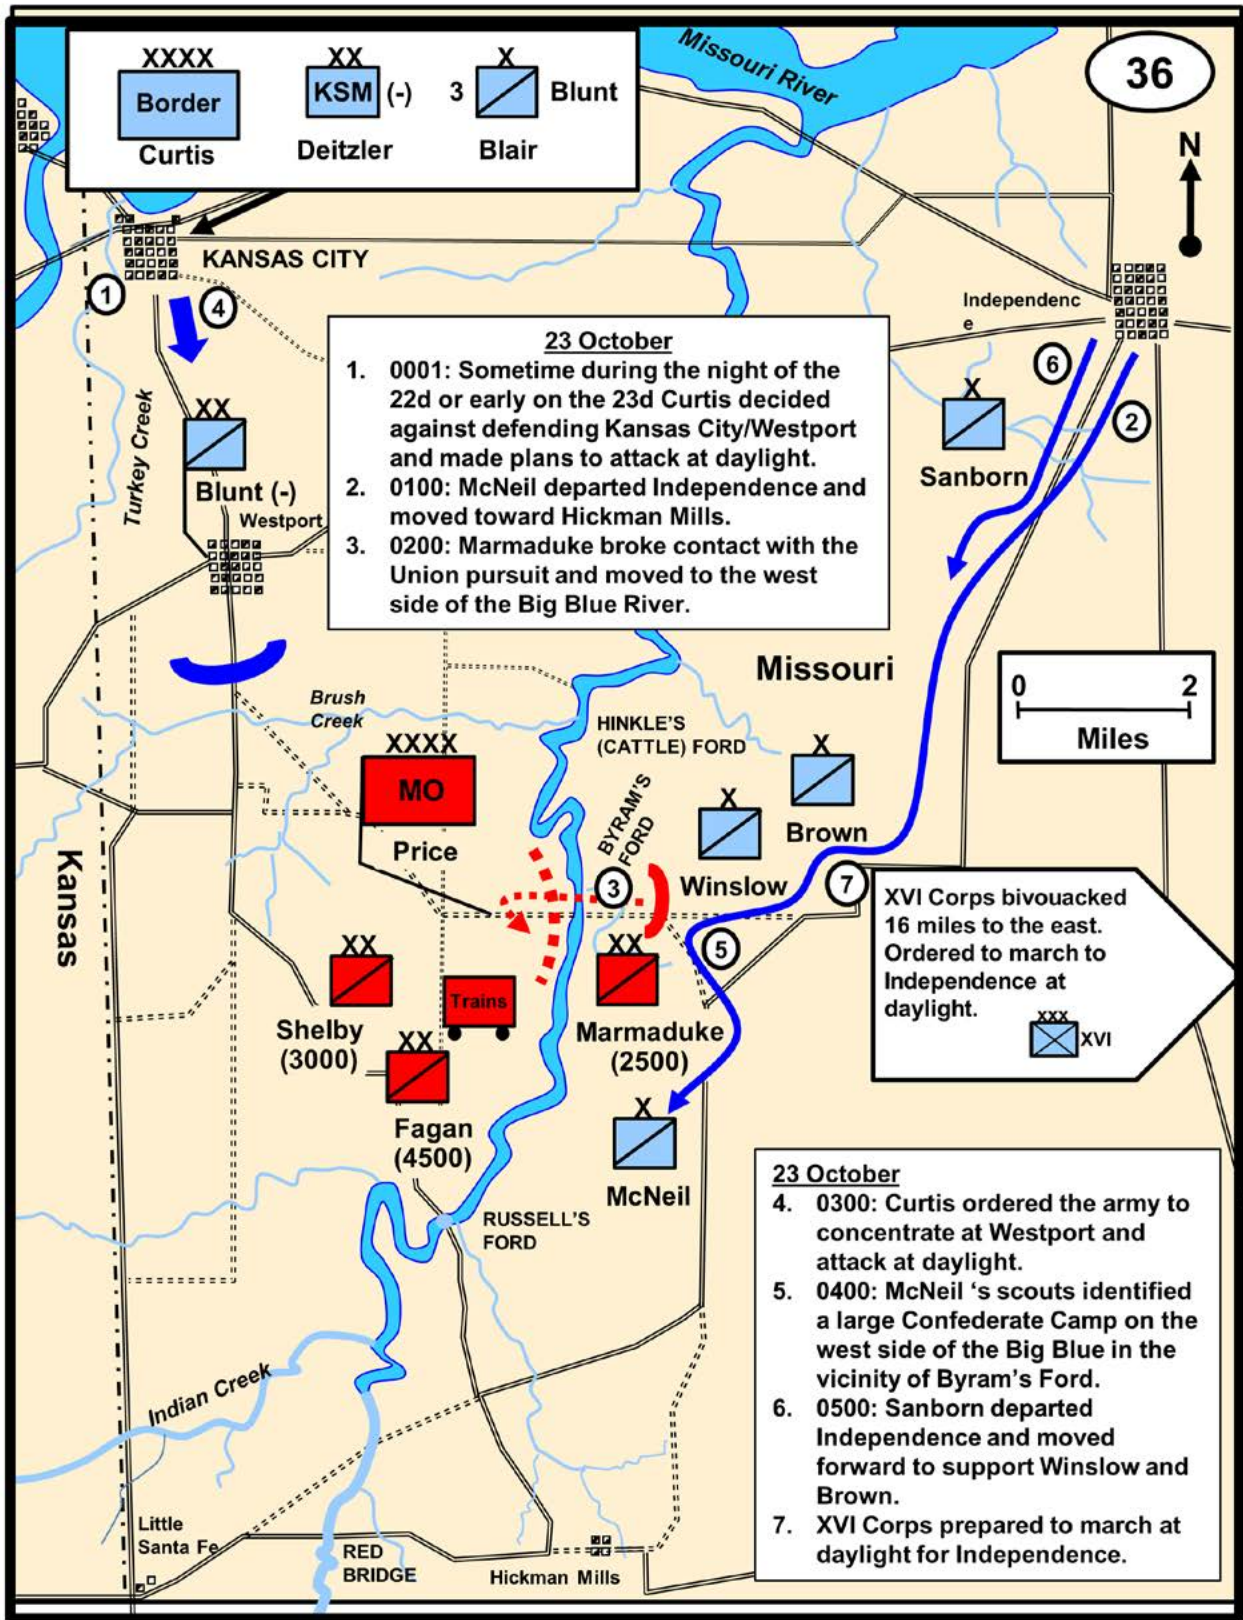 XXXX
XX
X
Border
KSM (-)
3
Blunt
Curtis
Deitzler
Blair
Missouri River
36
N
KANSAS CITY
1
4
Independenc
e
6
2
X
Sanborn
Turkey Creek
XX
Blunt (-)
Westport
23 October
1. 0001: Sometime during the night of the
22d or early on the 23d Curtis decided
against defending Kansas City/Westport
and made plans to attack at daylight.
2. 0100: McNeil departed Independence and
moved toward Hickman Mills.
3. 0200: Marmaduke broke contact with the
Union pursuit and moved to the west
side of the Big Blue River.
Missouri
0 2
Miles
Brush
Creek
HINKLE'S
(CATTLE) FORD
XXXX
MO
Price
BYRAM'S
FORD
X
Brown
X
Winslow
Kansas
3
7
5
XVI Corps bivouacked
16 miles to the east.
Ordered to march to
Independence at
daylight.
XXX
XVI
XX
Shelby
(3000)
Trains
XX
Marmaduke
(2500)
XX
Fagan
(4500)
X
McNeil
RUSSELL'S
FORD
23 October
4. 0300: Curtis ordered the army to
concentrate at Westport and
attack at daylight.
5. 0400: McNeil ‘s scouts identified
a large Confederate Camp on the
west side of the Big Blue in the
vicinity of Byram's Ford.
6. 0500: Sanborn departed
Independence and moved
forward to support Winslow and
Brown.
7. XVI Corps prepared to march at
daylight for Independence.
Indian Creek
Little
Santa Fe
RED
BRIDGE
Hickman Mills